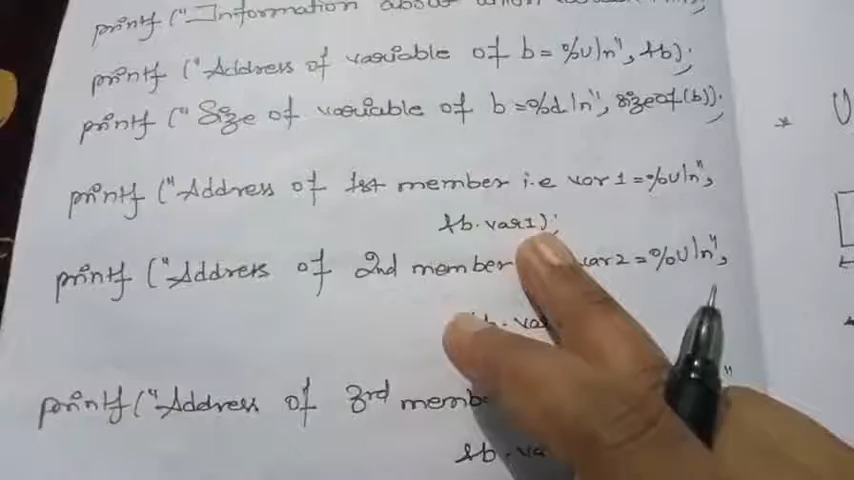 printf ("Information about
printf ("Address of variable of b = %u\n", &b);
printf ("Size of variable of b = %d\n", sizeof(b));
printf ("Address of 1st member i.e var1 = %u\n",
&b.var1);
printf ("Address of 2nd member var2 = %u\n",
printf ("Address of 3rd
&b.
*